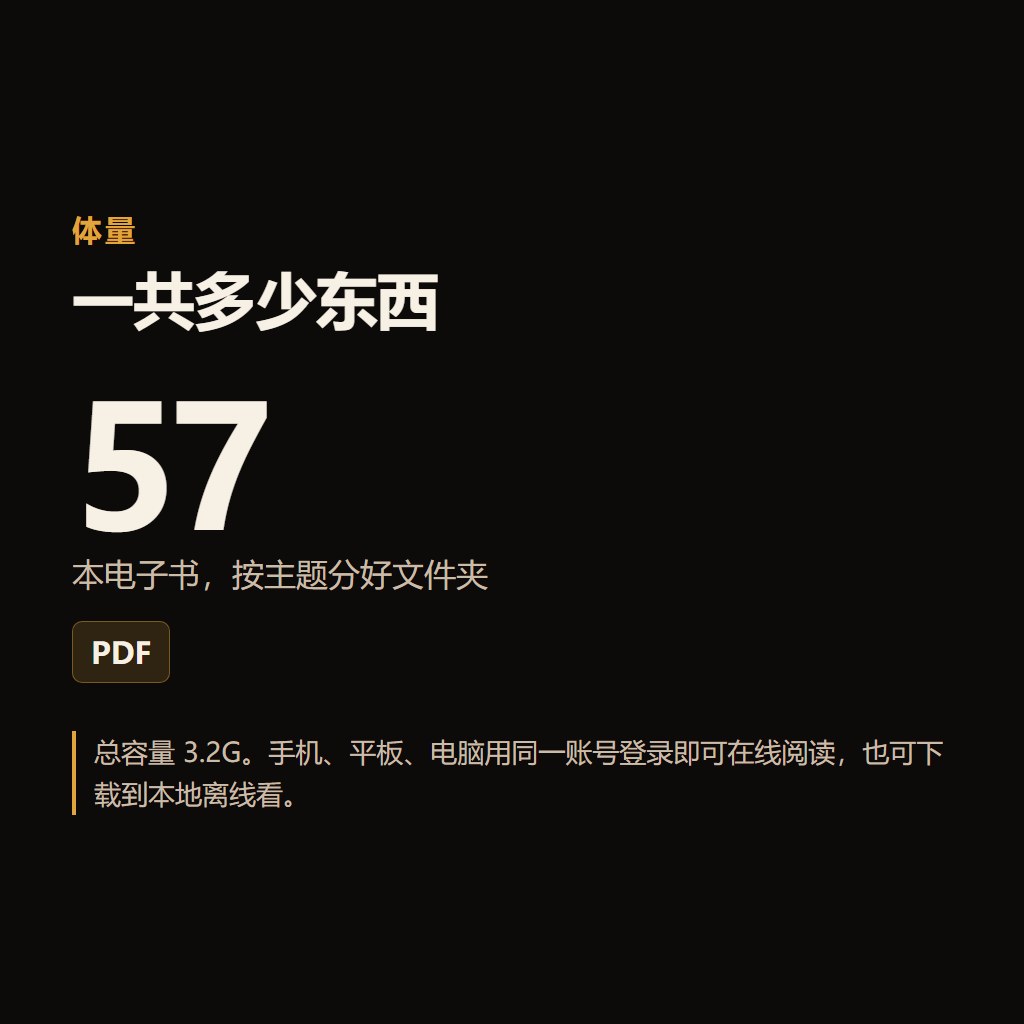 体量
一共多少东西
57
本电子书，按主题分好文件夹
PDF
总容量 3.2G。手机、平板、电脑用同一账号登录即可在线阅读，也可下
载到本地离线看。